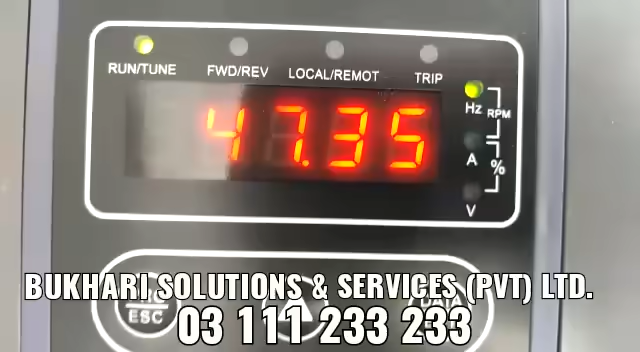 RUN/TUNE FWD/REV LOCAL/REMOT TRIP
47.35
Hz
RPM
A
%
V
BUKHARI SOLUTIONS & SERVICES (PVT) LTD.
ESC
03 111 233 233